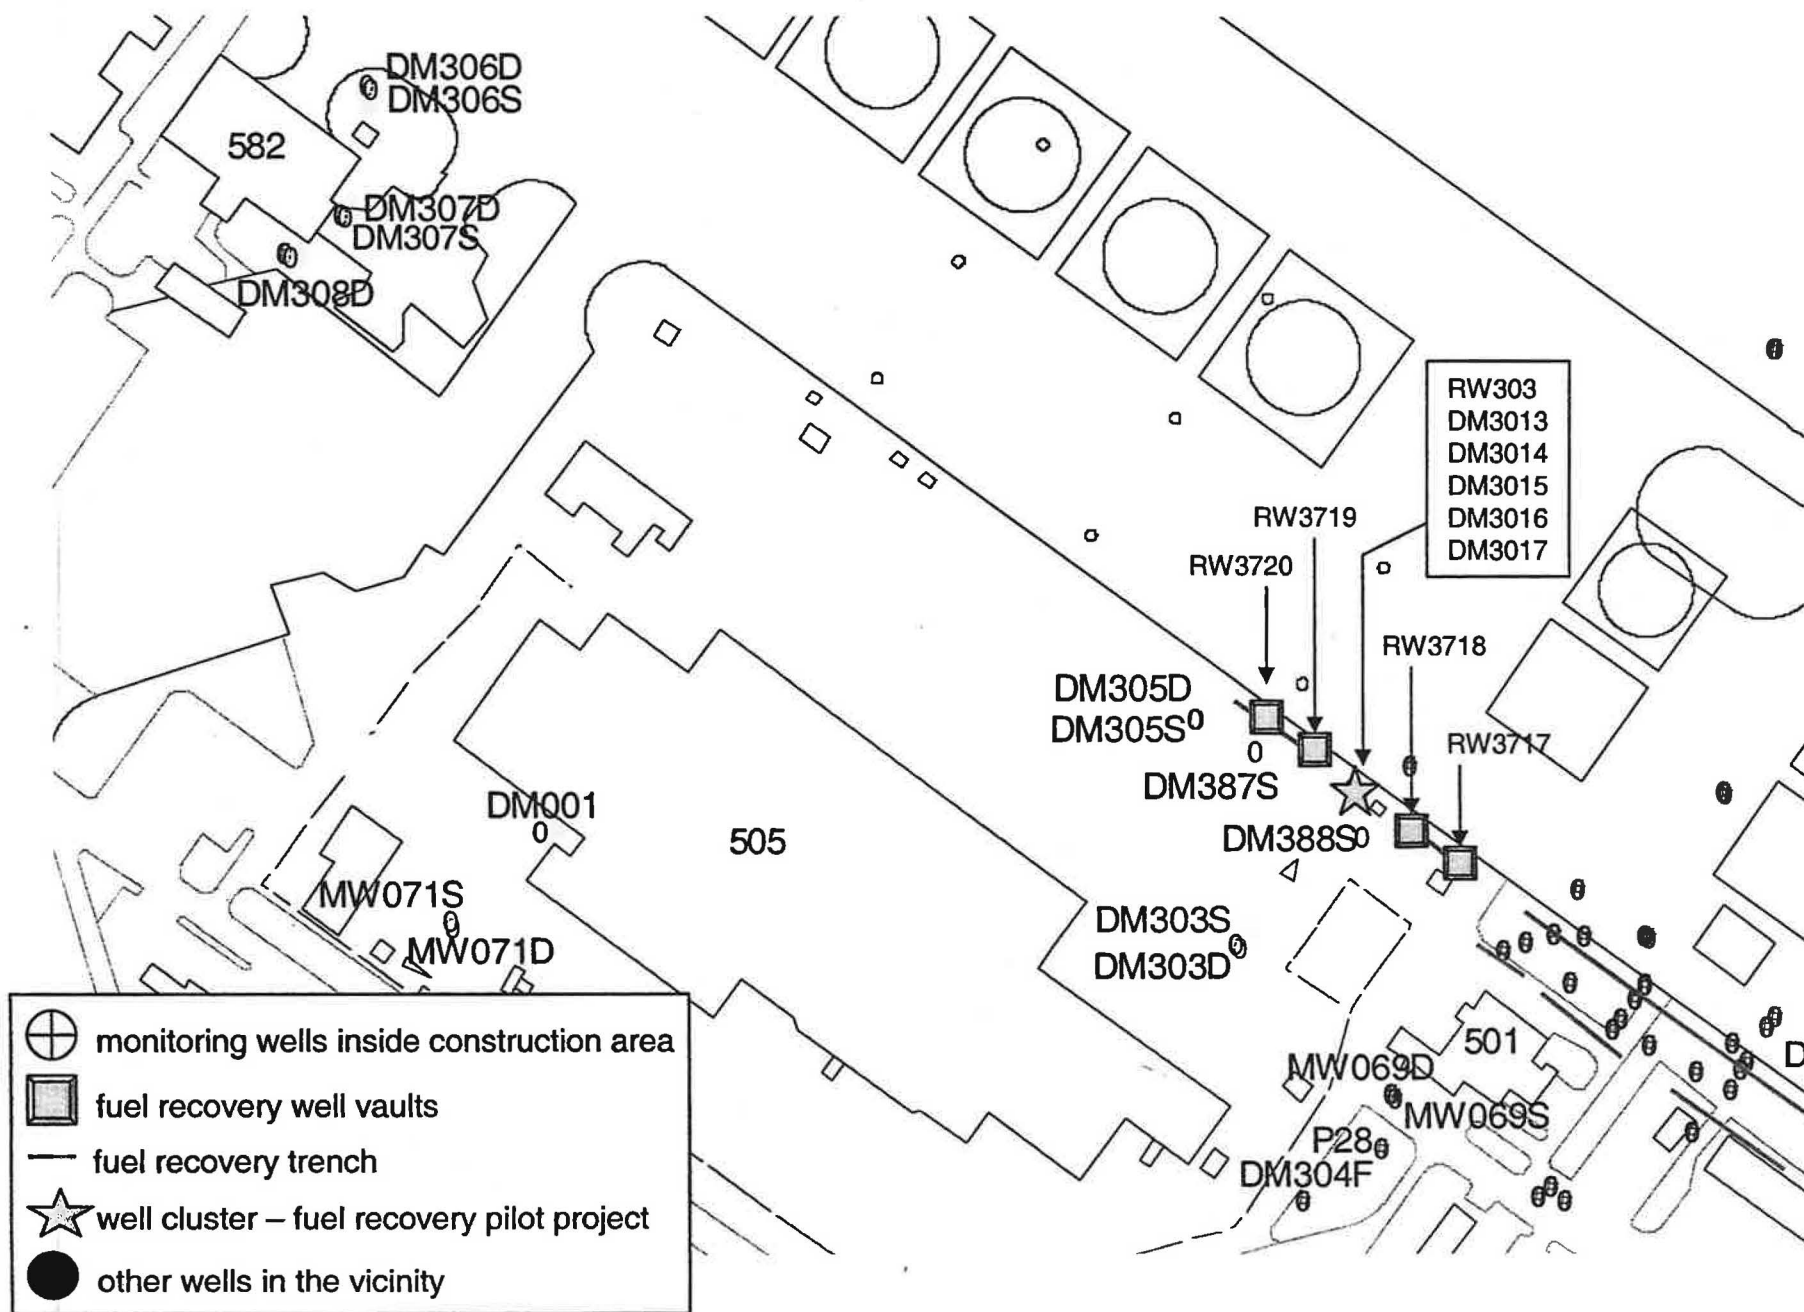 DM306D
DM306S
582
DM307D
DM307S
DM308D
RW303
DM3013
DM3014
DM3015
DM3016
DM3017
RW3719
RW3720
RW3718
DM305D
DM305S
RW3717
DM387S
DM001
505
DM388S
MW071S
DM303S
MW071D
DM303D
501
D
MW069D
MW069S
P28
DM304F
monitoring wells inside construction area
fuel recovery well vaults
fuel recovery trench
well cluster – fuel recovery pilot project
other wells in the vicinity